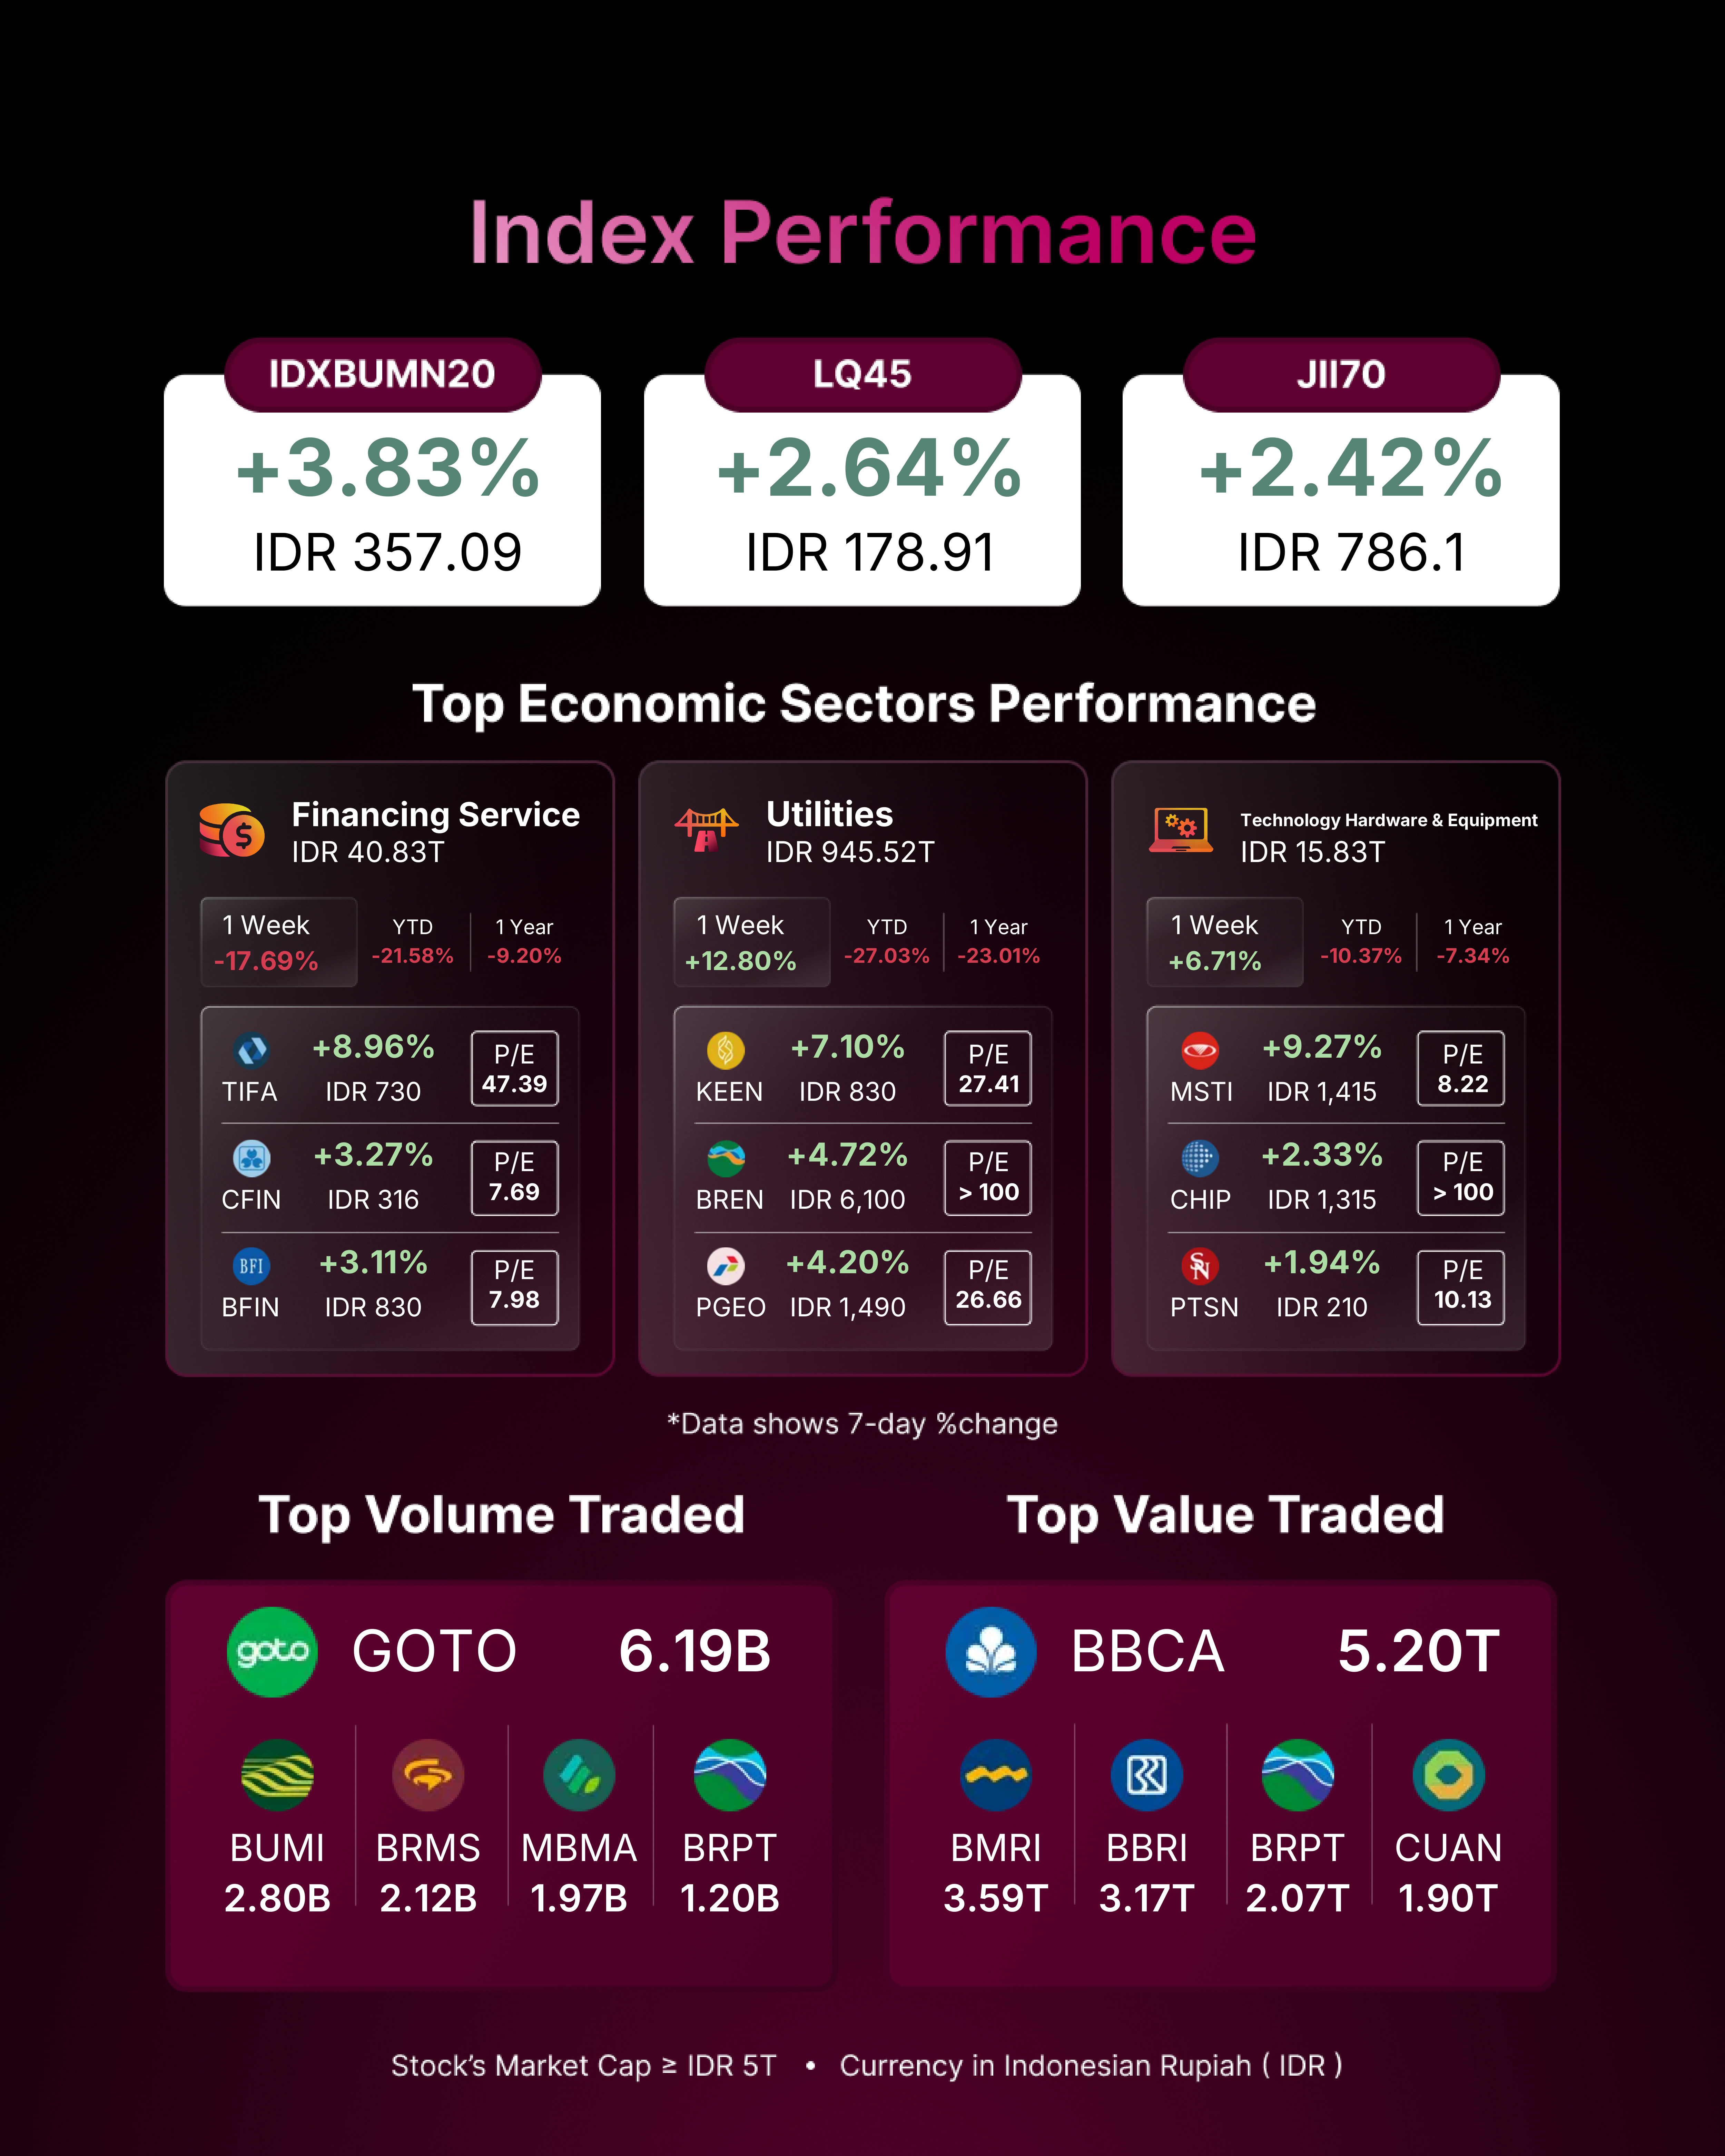 Index Performance
IDXBUMN20
+3.83%
IDR 357.09
LQ45
+2.64%
IDR 178.91
JII70
+2.42%
IDR 786.1
Top Economic Sectors Performance
Financing Service
IDR 40.83T
1 Week
-17.69%
YTD
-21.58%
1 Year
-9.20%
TIFA
+8.96%
IDR 730
P/E
47.39
CFIN
+3.27%
IDR 316
P/E
7.69
BFI
BFIN
+3.11%
IDR 830
P/E
7.98
Utilities
IDR 945.52T
1 Week
+12.80%
YTD
-27.03%
1 Year
-23.01%
KEEN
+7.10%
IDR 830
P/E
27.41
BREN
+4.72%
IDR 6,100
P/E
> 100
PGEO
+4.20%
IDR 1,490
P/E
26.66
Technology Hardware & Equipment
IDR 15.83T
1 Week
+6.71%
YTD
-10.37%
1 Year
-7.34%
MSTI
+9.27%
IDR 1,415
P/E
8.22
CHIP
+2.33%
IDR 1,315
P/E
> 100
SN
PTSN
+1.94%
IDR 210
P/E
10.13
*Data shows 7-day %change
Top Volume Traded
goto
GOTO 6.19B
BUMI
2.80B
BRMS
2.12B
MBMA
1.97B
BRPT
1.20B
Top Value Traded
BBCA 5.20T
BMRI
3.59T
BBRI
3.17T
BRPT
2.07T
CUAN
1.90T
Stock’s Market Cap ≥ IDR 5T • Currency in Indonesian Rupiah ( IDR )